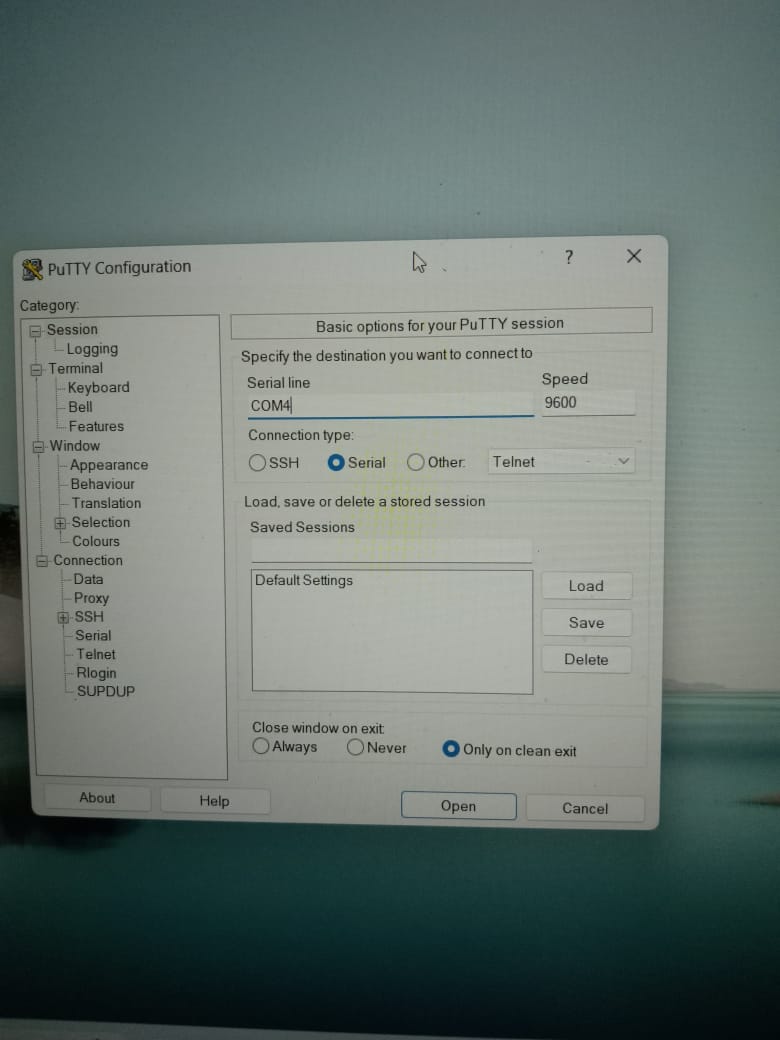 PuTTY Configuration
?
Category:
Session
Logging
Terminal
Keyboard
Bell
Features
Window
Appearance
Behaviour
Translation
Selection
Colours
Connection
Data
Proxy
SSH
Serial
Telnet
Rlogin
SUPDUP
Basic options for your PuTTY session
Specify the destination you want to connect to
Serial line
Speed
COM4
9600
Connection type:
SSH Serial Other: Telnet
Load, save or delete a stored session
Saved Sessions
Default Settings
Load
Save
Delete
Close window on exit:
Always Never Only on clean exit
About Help Open Cancel